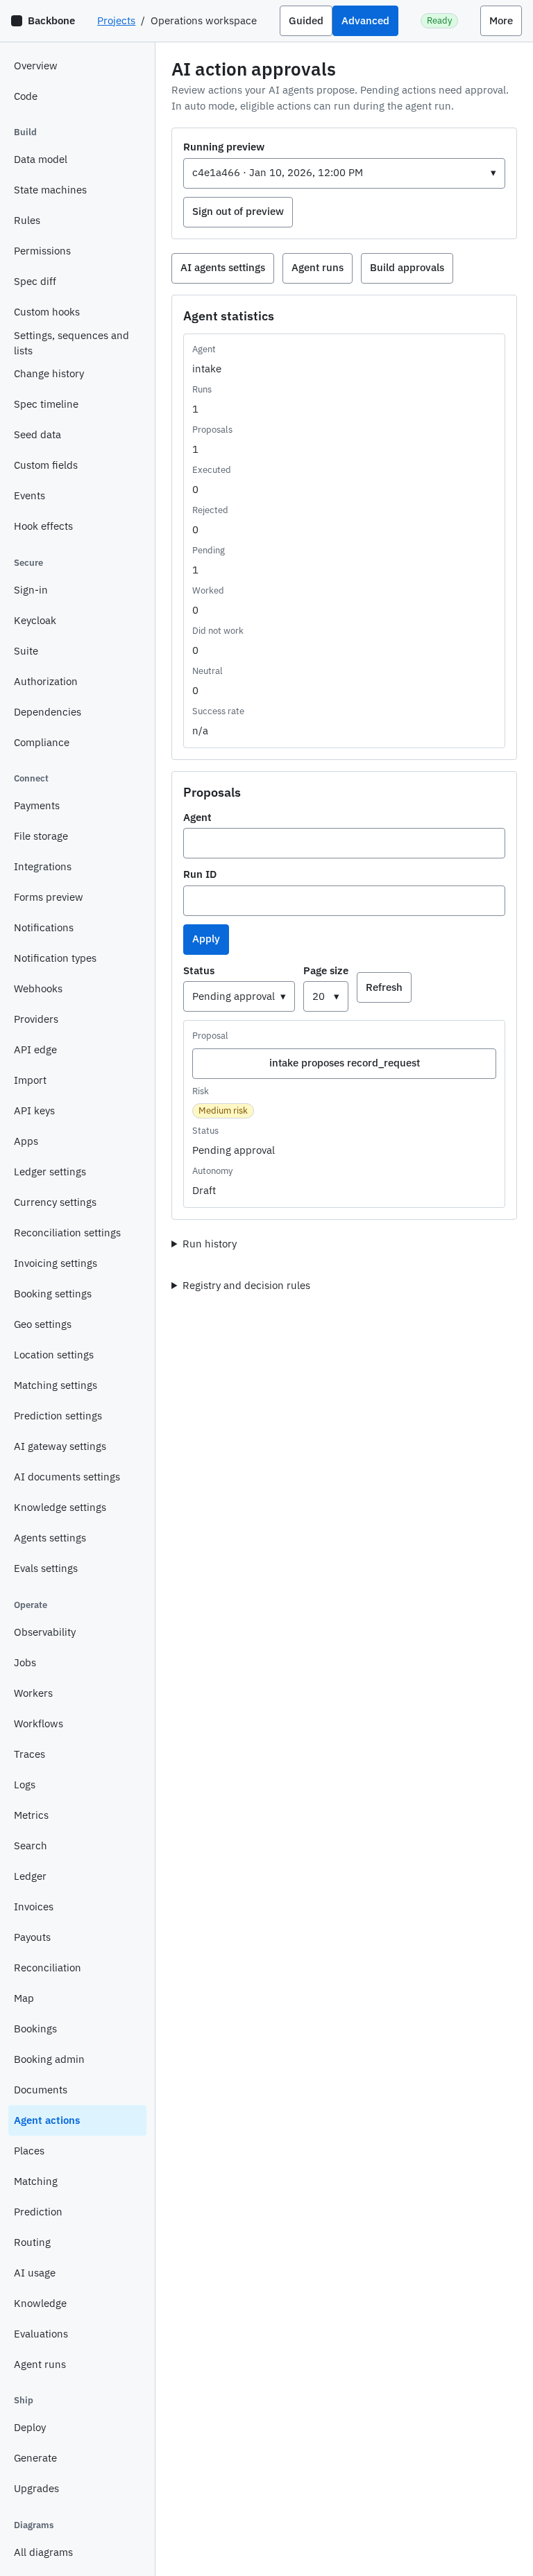 Backbone
Projects / Operations workspace
Guided
Advanced
Ready
More
Overview
Code
Build
Data model
State machines
Rules
Permissions
Spec diff
Custom hooks
Settings, sequences and
lists
Change history
Spec timeline
Seed data
Custom fields
Events
Hook effects
Secure
Sign-in
Keycloak
Suite
Authorization
Dependencies
Compliance
Connect
Payments
File storage
Integrations
Forms preview
Notifications
Notification types
Webhooks
Providers
API edge
Import
API keys
Apps
Ledger settings
Currency settings
Reconciliation settings
Invoicing settings
Booking settings
Geo settings
Location settings
Matching settings
Prediction settings
AI gateway settings
AI documents settings
Knowledge settings
Agents settings
Evals settings
Operate
Observability
Jobs
Workers
Workflows
Traces
Logs
Metrics
Search
Ledger
Invoices
Payouts
Reconciliation
Map
Bookings
Booking admin
Documents
Agent actions
Places
Matching
Prediction
Routing
AI usage
Knowledge
Evaluations
Agent runs
Ship
Deploy
Generate
Upgrades
Diagrams
All diagrams
AI action approvals
Review actions your AI agents propose. Pending actions need approval.
In auto mode, eligible actions can run during the agent run.
Running preview
c4e1a466 · Jan 10, 2026, 12:00 PM
Sign out of preview
AI agents settings
Agent runs
Build approvals
Agent statistics
Agent
intake
Runs
1
Proposals
1
Executed
0
Rejected
0
Pending
1
Worked
0
Did not work
0
Neutral
0
Success rate
n/a
Proposals
Agent
Run ID
Apply
Status
Pending approval
Page size
20
Refresh
Proposal
intake proposes record_request
Risk
Medium risk
Status
Pending approval
Autonomy
Draft
Run history
Registry and decision rules